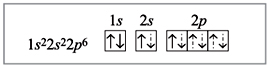 1s 2s 2p
1s²2s²2p⁶ ↑↓ ↑↓ ↑↓ ↑↓ ↑↓